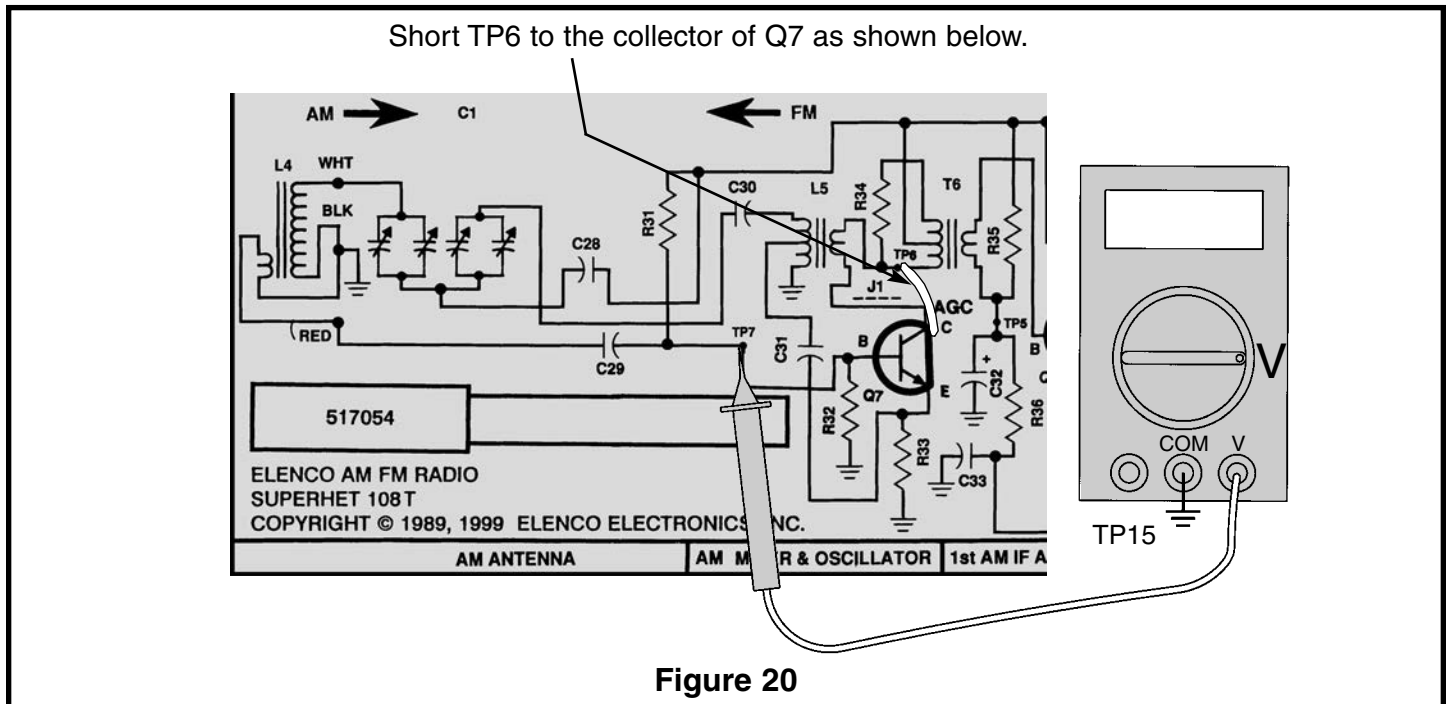 Short TP6 to the collector of Q7 as shown below.
AM C1 FM
L4 WHT
BLK
C28
R31
C30
L5
R34
T6
R35
TP6
J1
AGC
C
(RED
C29
TP7
C31
B
Q7
E
R32
R33
TP5
+
C32
R36
B
C33
517054
ELENCO AM FM RADIO
SUPERHET 108 T
COPYRIGHT © 1989, 1999 ELENCO ELECTRONICS INC.
AM ANTENNA
AM & OSCILLATOR
1st AM IF A
V
COM V
TP15
Figure 20